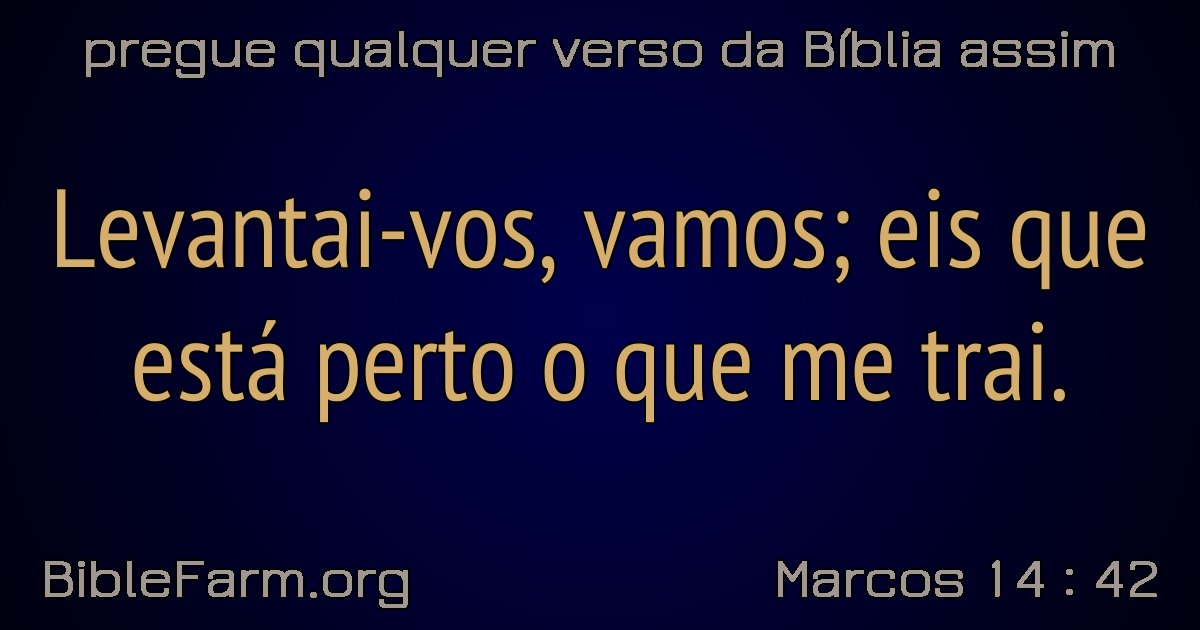 pregue qualquer verso da Bíblia assim
Levantai-vos, vamos; eis que
está perto o que me trai.
BibleFarm.org
Marcos 14 : 42